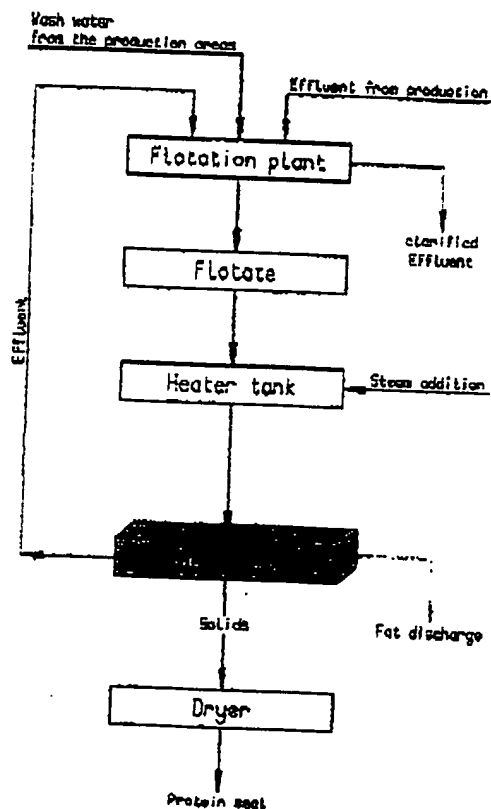 Wash water
from the production areas
Effluent from production
Flotation plant
clarified
Effluent
Flotate
Effluent
Heater tank
Steam addition
Solids
Fat discharge
Dryer
Protein